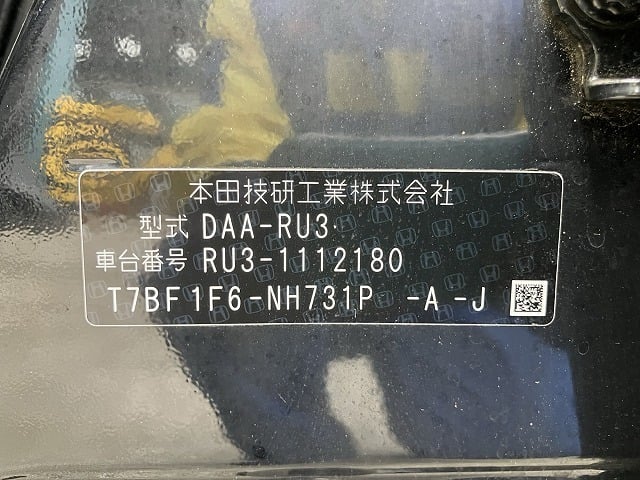 本田技研工業株式会社
型式 DAA-RU3
車台番号 RU3-1112180
T7BF1F6-NH731P -A-J